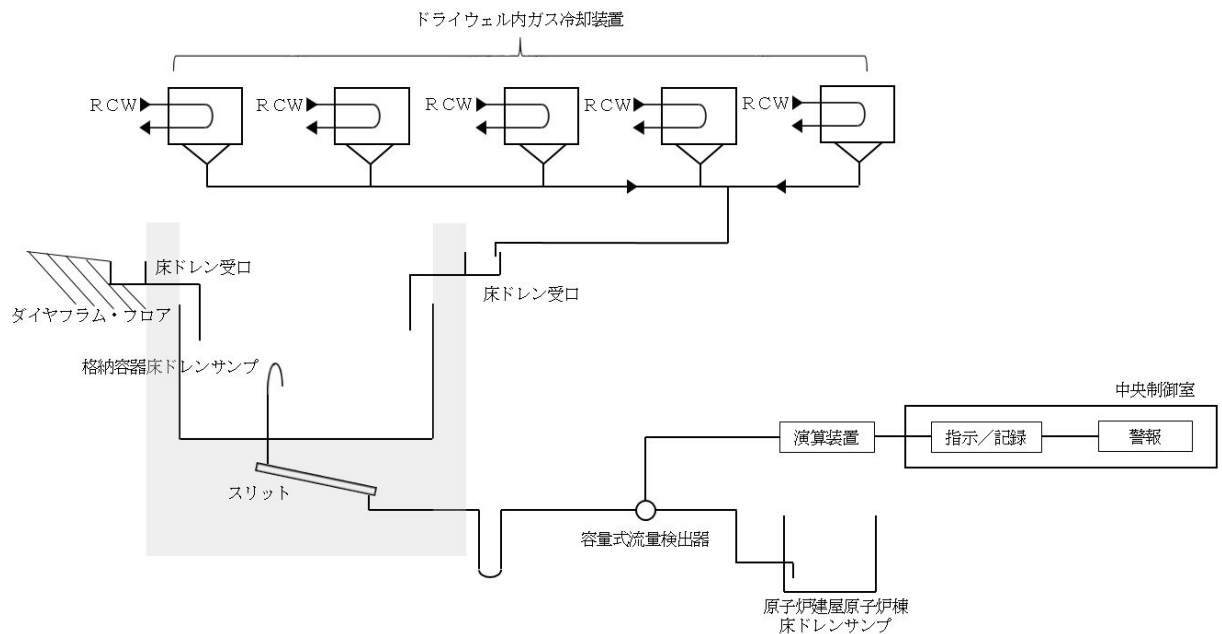 ドライウェル内ガス冷却装置
ＲＣＷ
ＲＣＷ
ＲＣＷ
ＲＣＷ
ＲＣＷ
床ドレン受口
床ドレン受口
ダイヤフラム・フロア
格納容器床ドレンサンプ
中央制御室
演算装置
指示／記録
警報
スリット
容量式流量検出器
原子炉建屋原子炉棟
床ドレンサンプ